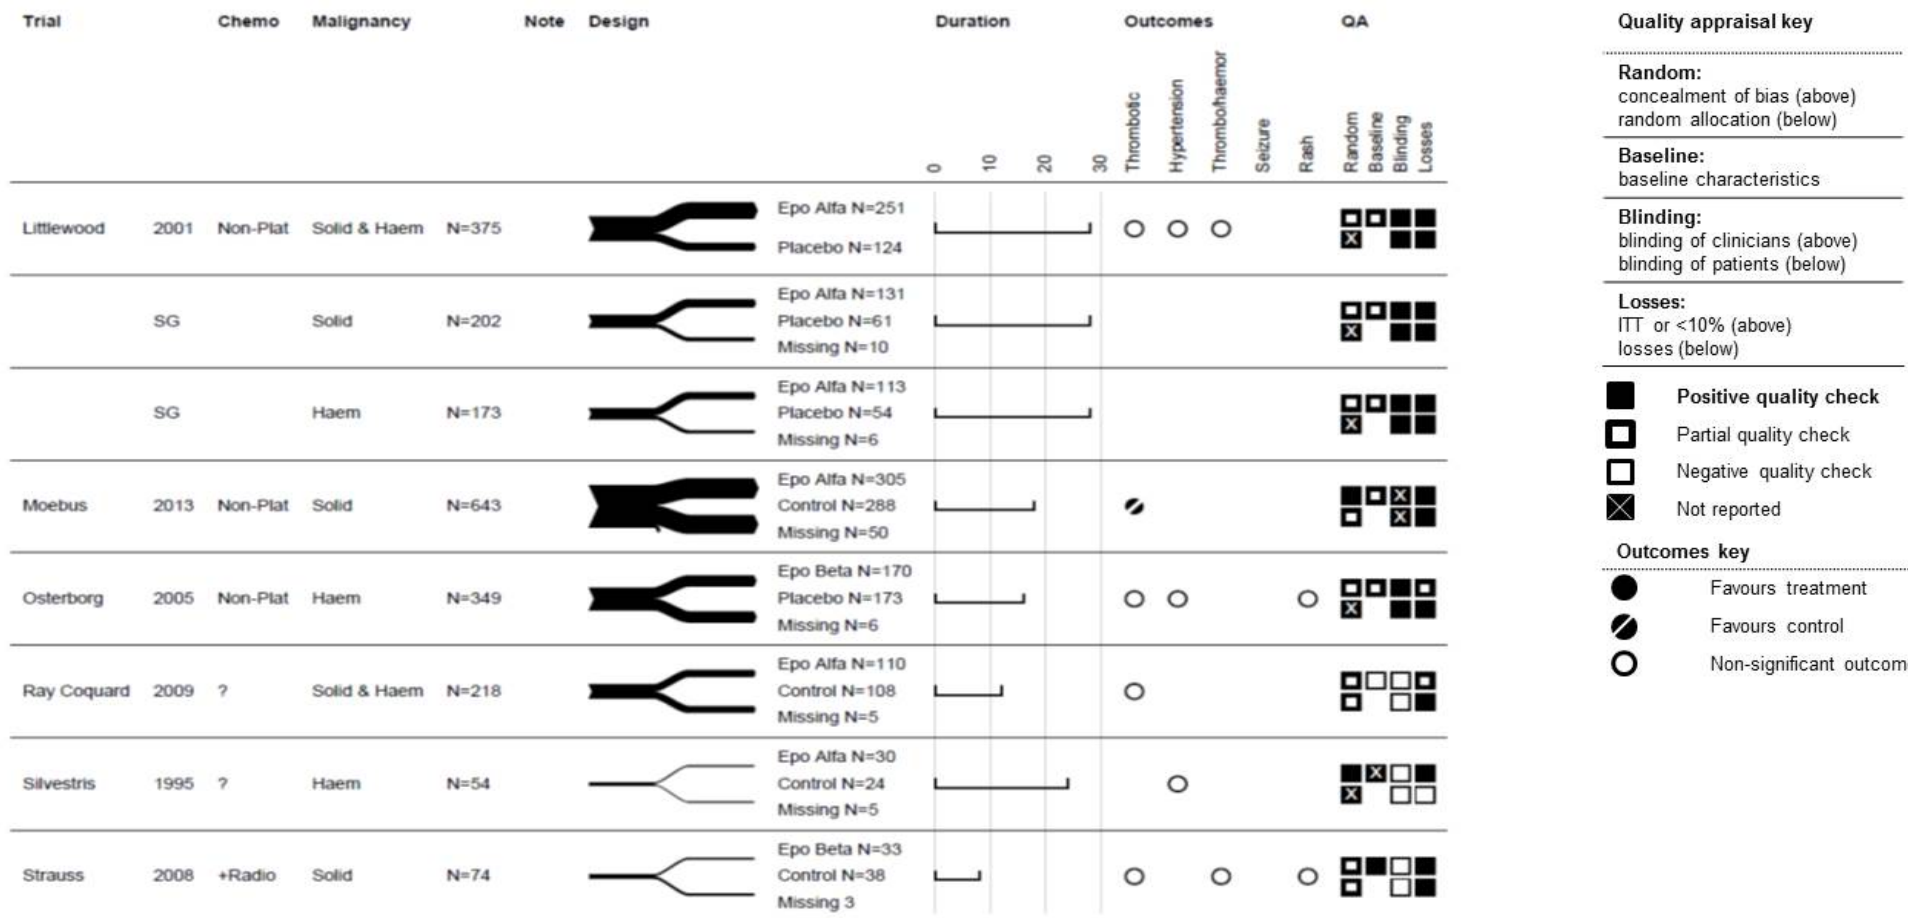 Trial Chemo Malignancy Note Design Duration Outcomes QA
0 10 20 30 Thrombotic Hypertension Thrombo/haemor Seizure Rash Random Baseline Blinding Losses
Epo Alfa N=251
Littlewood 2001 Non-Plat Solid & Haem N=375
Placebo N=124
Epo Alfa N=131
SG Solid N=202 Placebo N=61
Missing N=10
Epo Alfa N=113
SG Haem N=173 Placebo N=54
Missing N=6
Epo Alfa N=305
Moebus 2013 Non-Plat Solid N=643 Control N=288
Missing N=50
Epo Beta N=170
Osterborg 2005 Non-Plat Haem N=349 Placebo N=173
Missing N=6
Epo Alfa N=110
Ray Coquard 2009 ? Solid & Haem N=218 Control N=108
Missing N=5
Epo Alfa N=30
Silvestris 1995 ? Haem N=54 Control N=24
Missing N=5
Epo Beta N=33
Strauss 2008 +Radio Solid N=74 Control N=38
Missing 3
Quality appraisal key
Random:
concealment of bias (above)
random allocation (below)
Baseline:
baseline characteristics
Blinding:
blinding of clinicians (above)
blinding of patients (below)
Losses:
ITT or <10% (above)
losses (below)
Positive quality check
Partial quality check
Negative quality check
Not reported
Outcomes key
Favours treatment
Favours control
Non-significant outcom